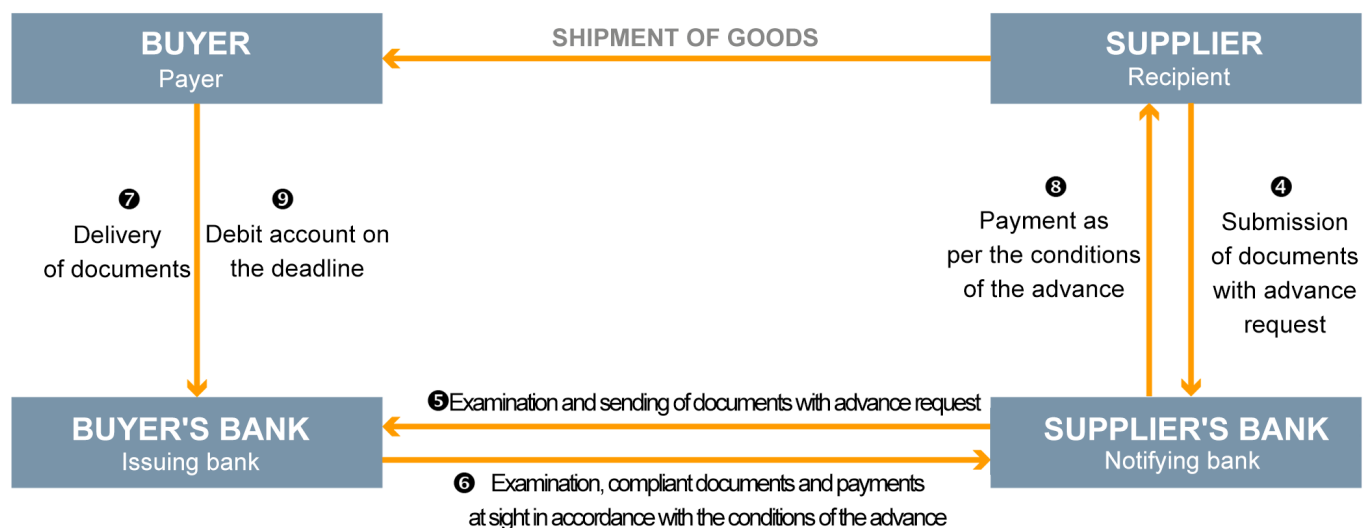 BUYER
Payer
SHIPMENT OF GOODS
SUPPLIER
Recipient
❼
Delivery
of documents
❾
Debit account on
the deadline
❽
Payment as
per the conditions
of the advance
❹
Submission
of documents
with advance
request
❺Examination and sending of documents with advance request
BUYER'S BANK
Issuing bank
SUPPLIER'S BANK
Notifying bank
❻ Examination, compliant documents and payments
at sight in accordance with the conditions of the advance